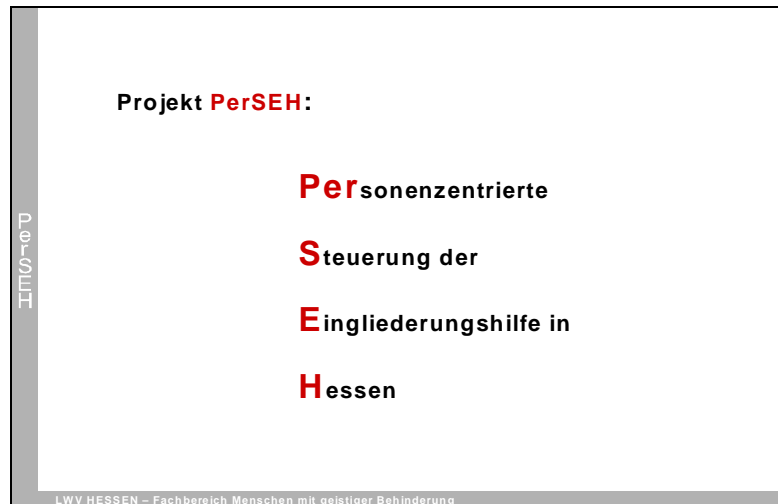 Projekt PerSEH:
Personenzentrierte
Steuerung der
Eingliederungshilfe in
Hessen
PerSEH
LWV HESSEN – Fachbereich Menschen mit geistiger Behinderung